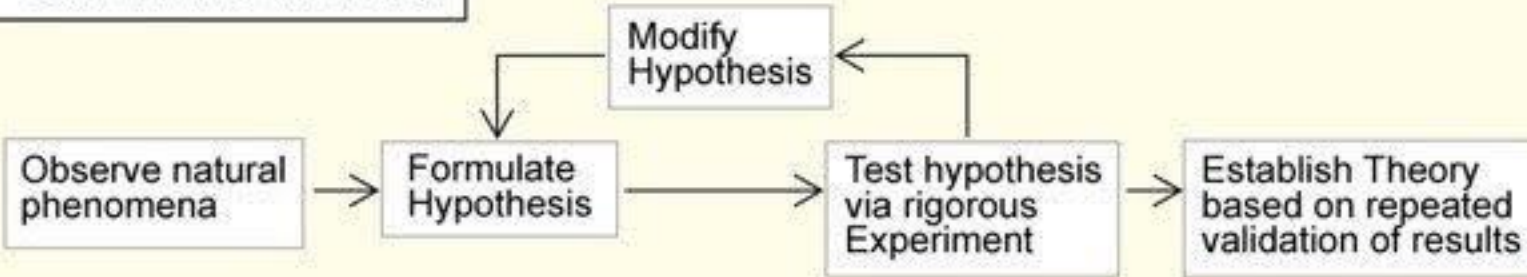 Modify
Hypothesis
Observe natural
phenomena
Formulate
Hypothesis
Test hypothesis
via rigorous
Experiment
Establish Theory
based on repeated
validation of results